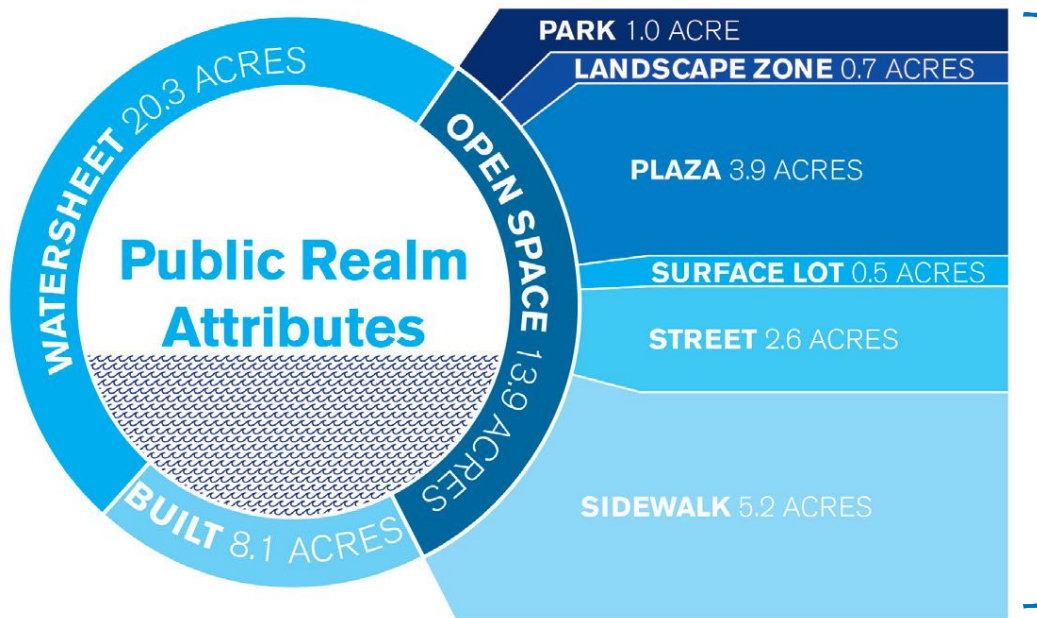 Public Realm
Attributes
WATERSHEET 20.3 ACRES
OPEN SPACE 13.9 ACRES
BUILT 8.1 ACRES
PARK 1.0 ACRE
LANDSCAPE ZONE 0.7 ACRES
PLAZA 3.9 ACRES
SURFACE LOT 0.5 ACRES
STREET 2.6 ACRES
SIDEWALK 5.2 ACRES